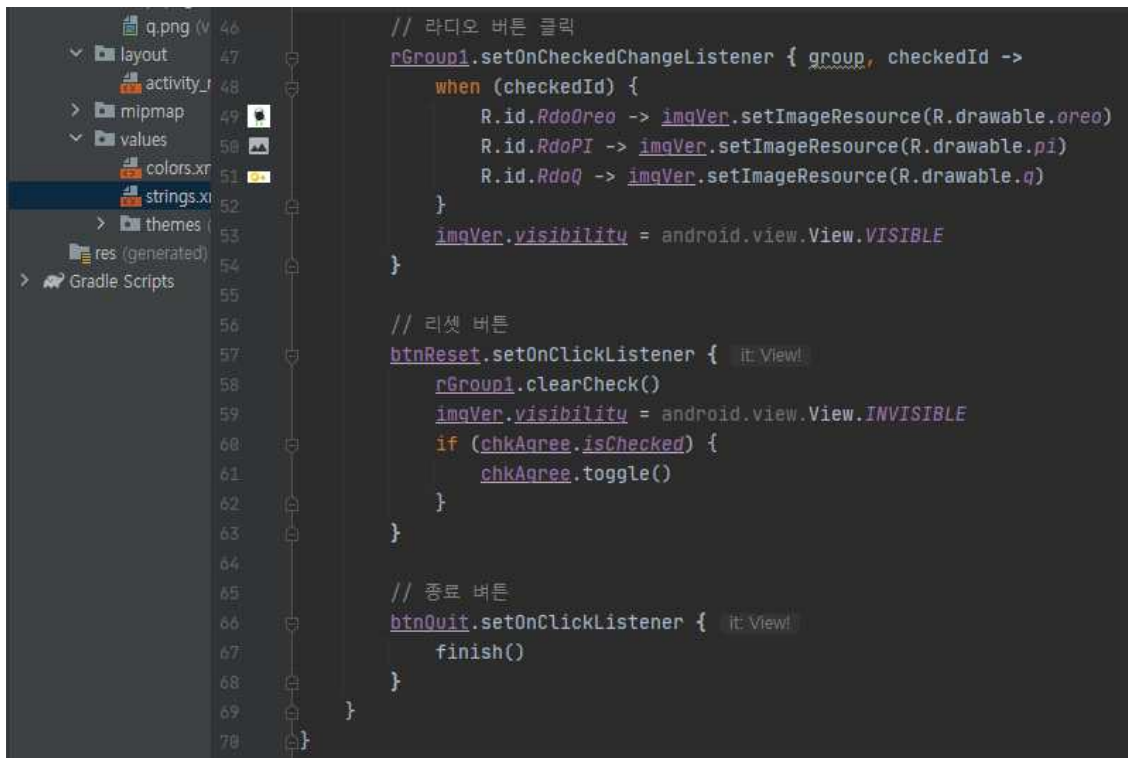 q.png (v
layout
activity_r
mipmap
values
colors.xr
strings.x
themes (
res (generated)
Gradle Scripts
46 // 라디오 버튼 클릭
47 rGroup1.setOnCheckedChangeListener { group, checkedId ->
48 when (checkedId) {
49 R.id.RdoOreo -> imgVer.setImageResource(R.drawable.oreo)
50 R.id.RdoPI -> imgVer.setImageResource(R.drawable.pi)
51 R.id.RdoQ -> imgVer.setImageResource(R.drawable.q)
52 }
53 imgVer.visibility = android.view.View.VISIBLE
54 }
55
56 // 리셋 버튼
57 btnReset.setOnClickListener { it: View!
58 rGroup1.clearCheck()
59 imgVer.visibility = android.view.View.INVISIBLE
60 if (chkAgree.isChecked) {
61 chkAgree.toggle()
62 }
63 }
64
65 // 종료 벼튼
66 btnQuit.setOnClickListener { it: View!
67 finish()
68 }
69 }
70 }